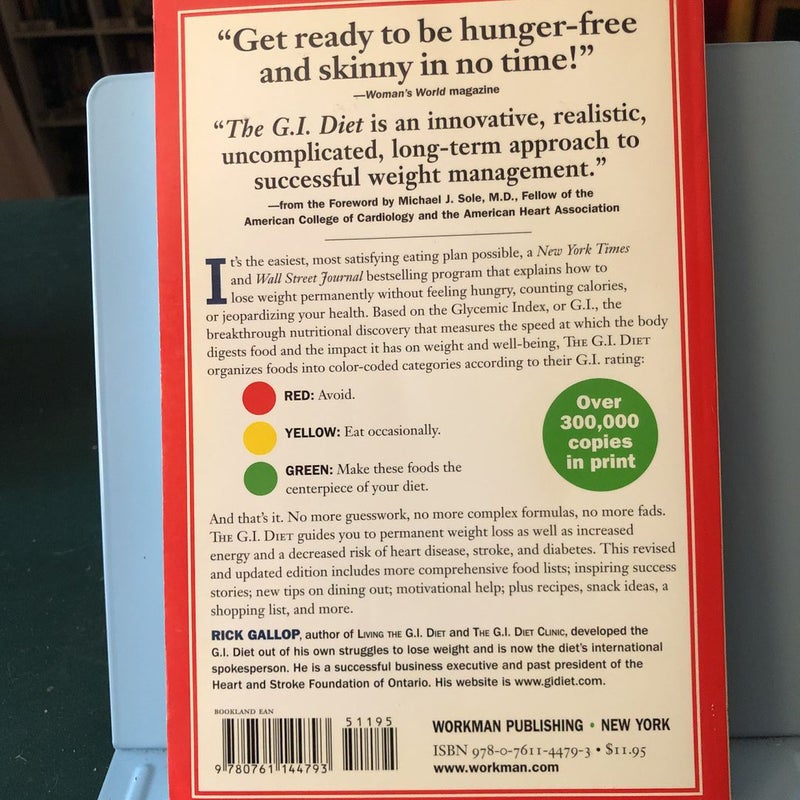 “Get ready to be hunger-free
and skinny in no time!”
—Woman’s World magazine
“The G.I. Diet is an innovative, realistic,
uncomplicated, long-term approach to
successful weight management.”
—from the Foreword by Michael J. Sole, M.D., Fellow of the
American College of Cardiology and the American Heart Association
It’s the easiest, most satisfying eating plan possible, a New York Times
and Wall Street Journal bestselling program that explains how to
lose weight permanently without feeling hungry, counting calories,
or jeopardizing your health. Based on the Glycemic Index, or G.I., the
breakthrough nutritional discovery that measures the speed at which the body
digests food and the impact it has on weight and well-being, THE G.I. DIET
organizes foods into color-coded categories according to their G.I. rating:
RED: Avoid.
YELLOW: Eat occasionally.
GREEN: Make these foods the
centerpiece of your diet.
Over
300,000
copies
in print
And that’s it. No more guesswork, no more complex formulas, no more fads.
THE G.I. DIET guides you to permanent weight loss as well as increased
energy and a decreased risk of heart disease, stroke, and diabetes. This revised
and updated edition includes more comprehensive food lists; inspiring success
stories; new tips on dining out; motivational help; plus recipes, snack ideas, a
shopping list, and more.
RICK GALLOP, author of LIVING THE G.I. DIET and THE G.I. DIET CLINIC, developed the
G.I. Diet out of his own struggles to lose weight and is now the diet’s international
spokesperson. He is a successful business executive and past president of the
Heart and Stroke Foundation of Ontario. His website is www.gidiet.com.
BOOKLAND EAN
51195
9 780761 144793
WORKMAN PUBLISHING • NEW YORK
ISBN 978-0-7611-4479-3 • $11.95
www.workman.com